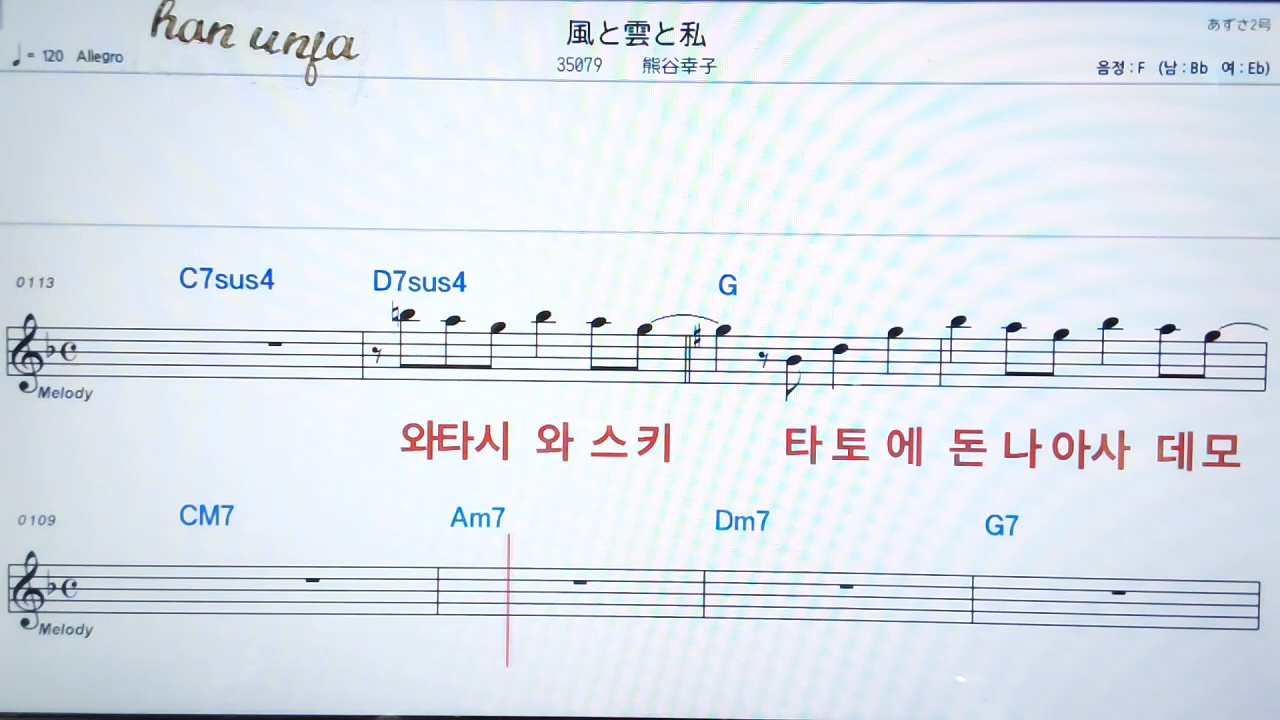 han unja
風と雲と私
あずさ2号
♩= 120 Allegro
35079 熊谷幸子
음정 : F (남 : Bb 여 : Eb)
0113 C7sus4 D7sus4 G
Melody
와타시 와 스키 타 토 에 돈 나 아사 데 모
0109 CM7 Am7 Dm7 G7
Melody